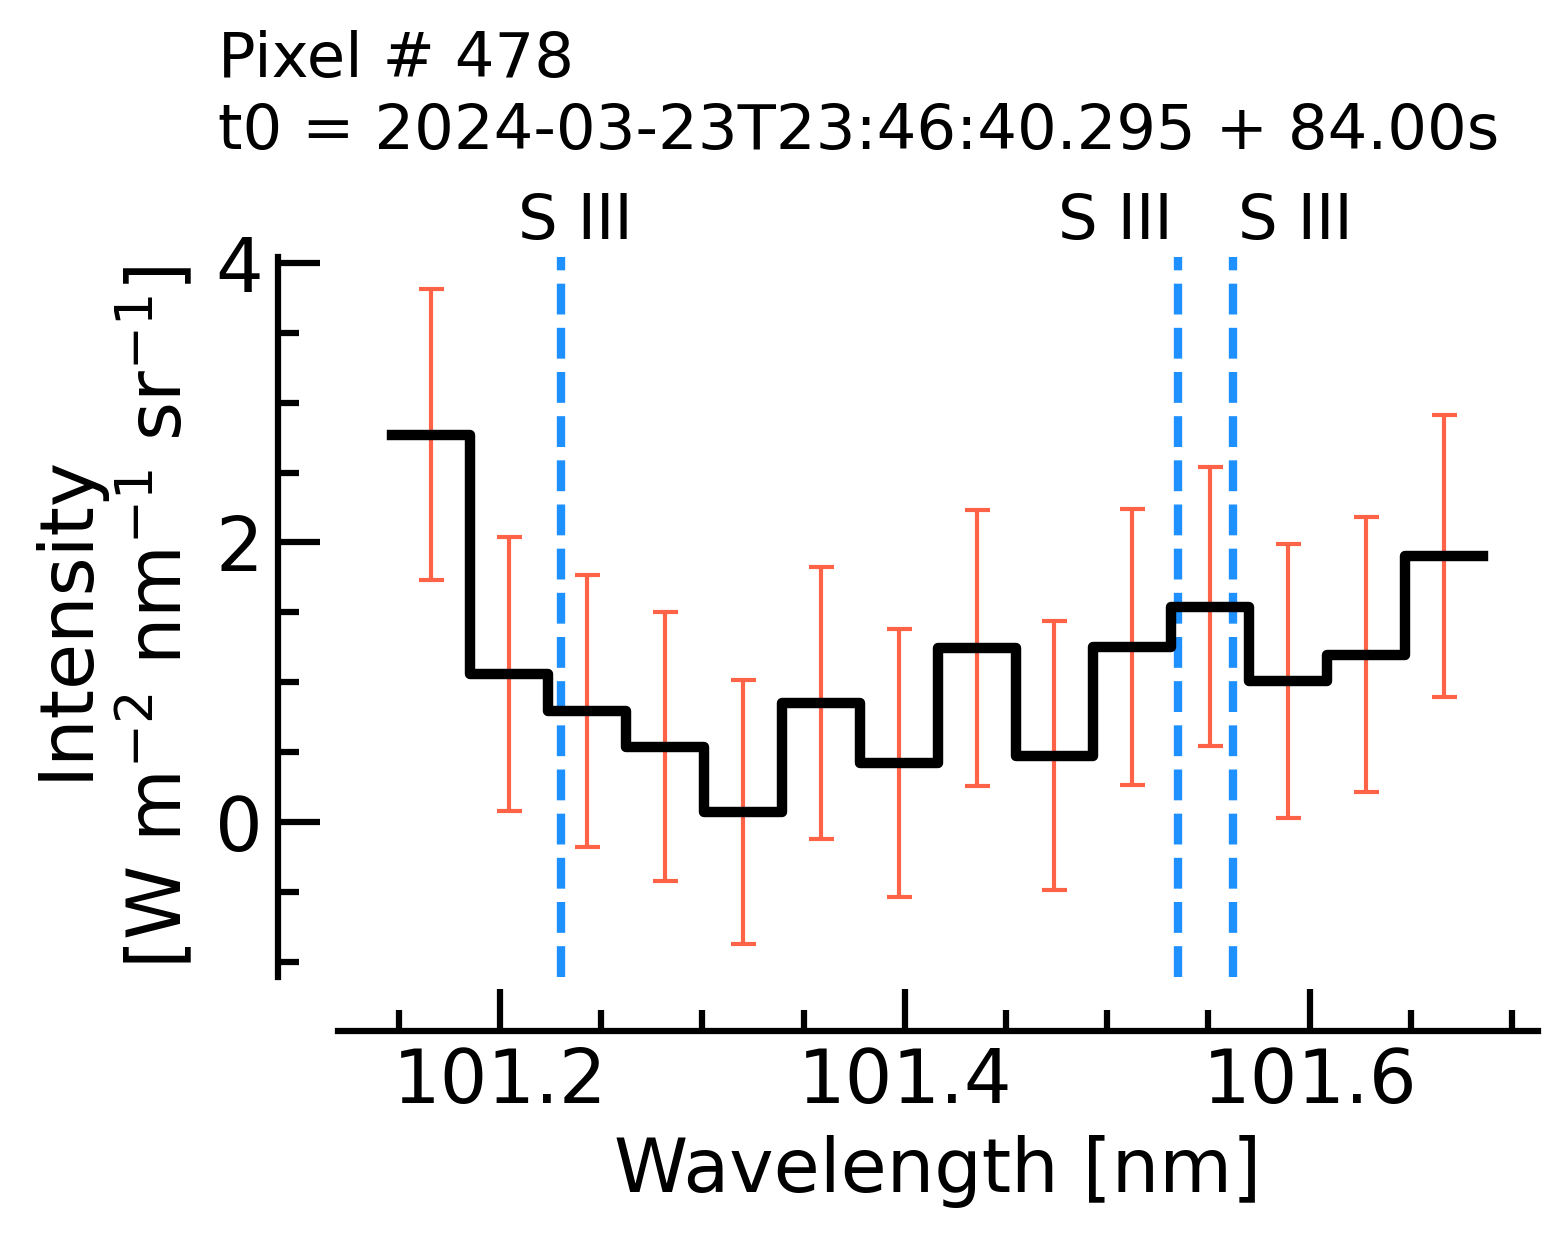 Pixel # 478
t0 = 2024-03-23T23:46:40.295 + 84.00s
S III S III S III
4
2
0
Intensity
[W m⁻² nm⁻¹ sr⁻¹]
101.2 101.4 101.6
Wavelength [nm]